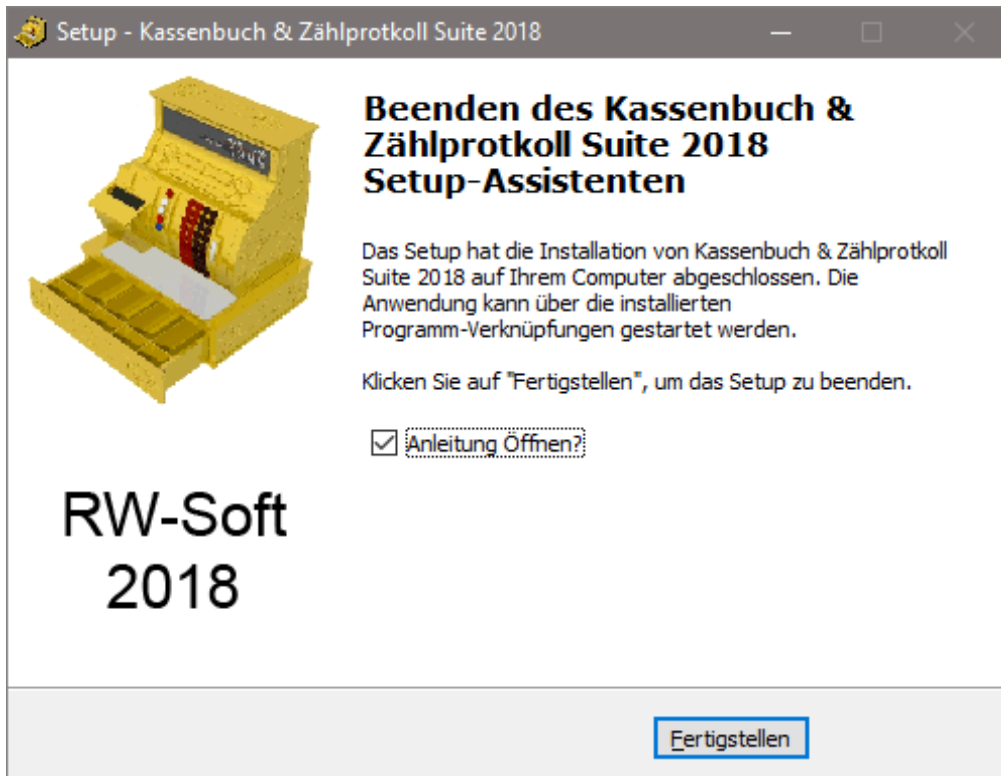 Setup - Kassenbuch & Zählprotkoll Suite 2018
Beenden des Kassenbuch &
Zählprotkoll Suite 2018
Setup-Assistenten
Das Setup hat die Installation von Kassenbuch & Zählprotkoll
Suite 2018 auf Ihrem Computer abgeschlossen. Die
Anwendung kann über die installierten
Programm-Verknüpfungen gestartet werden.
Klicken Sie auf "Fertigstellen", um das Setup zu beenden.
Anleitung Öffnen?
RW-Soft
2018
Fertigstellen